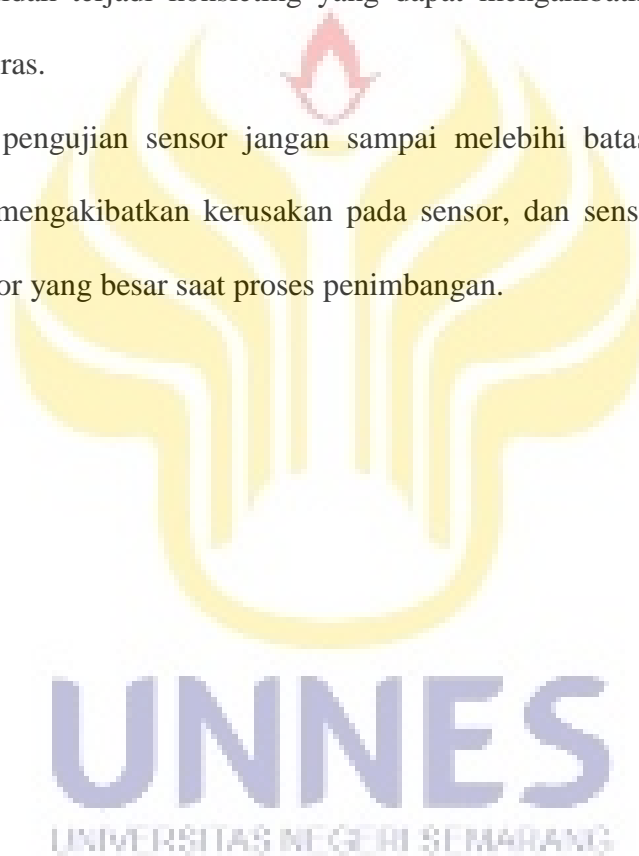 ras.
pengujian sensor jangan sampai melebihi batas
mengakibatkan kerusakan pada sensor, dan sens
or yang besar saat proses penimbangan.
UNNES
UNIVERSITAS NEGERI SEMARANG